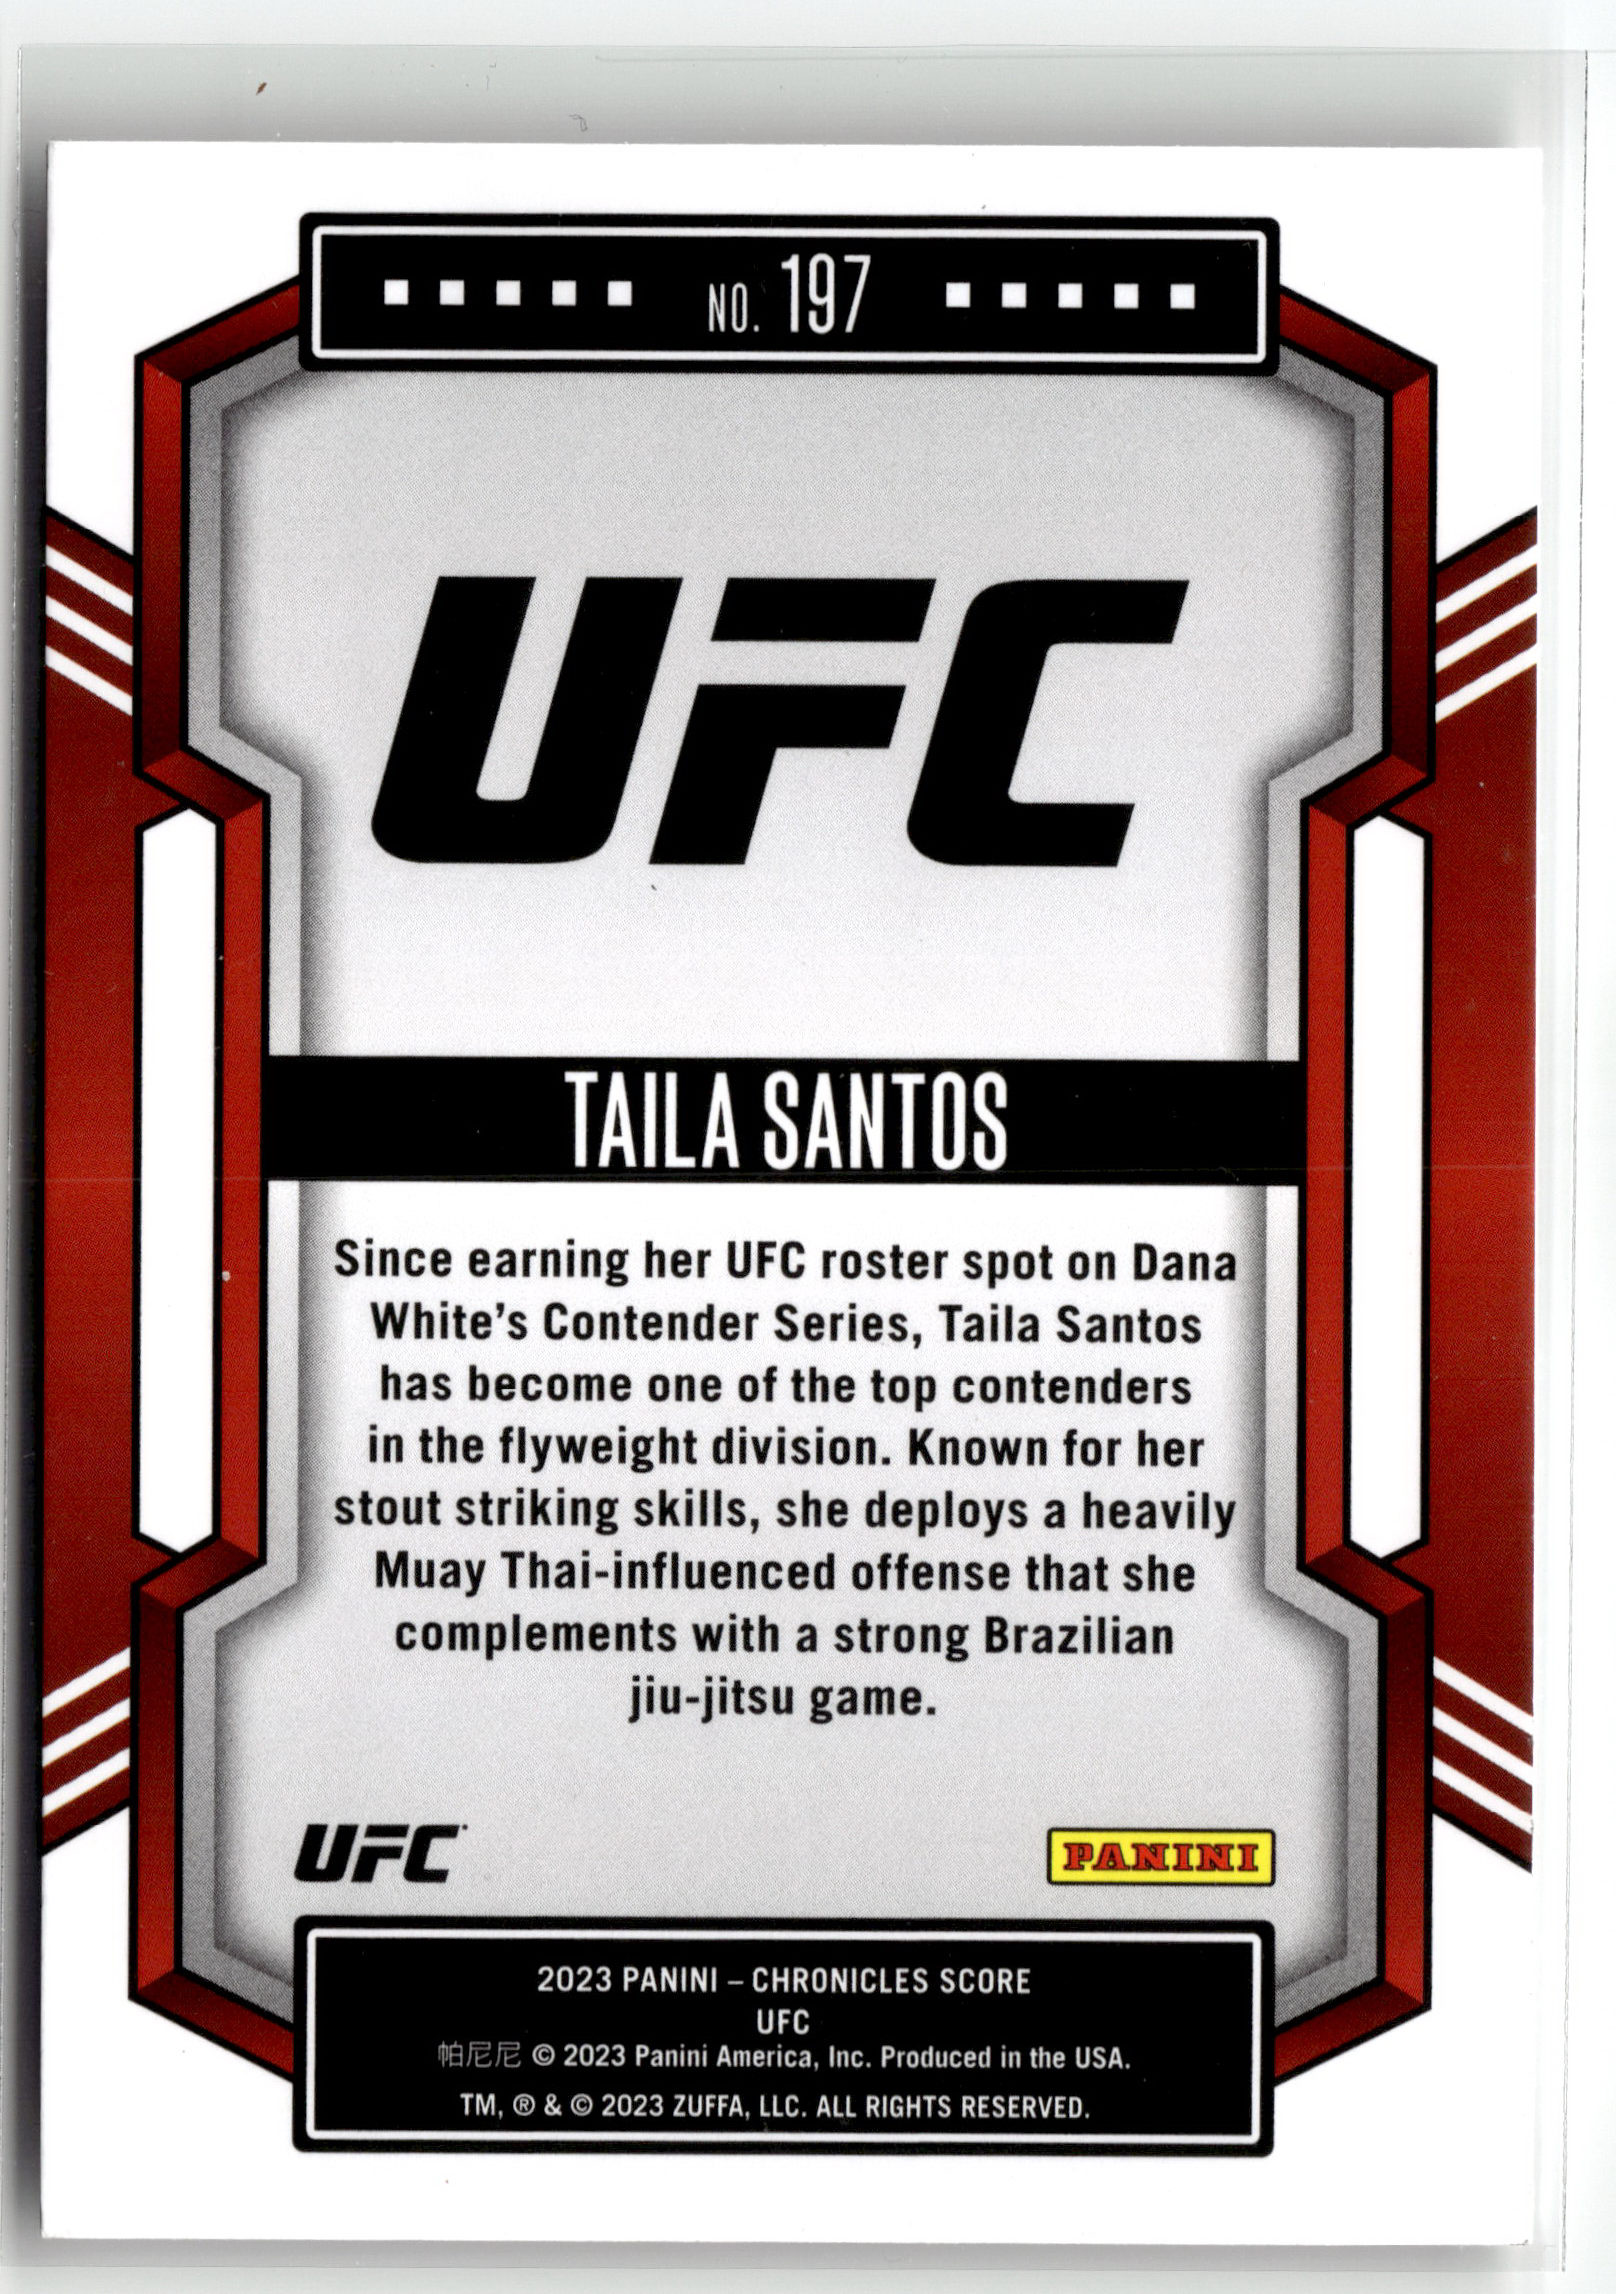 NO. 197
UFC
TAILA SANTOS
Since earning her UFC roster spot on Dana
White's Contender Series, Taila Santos
has become one of the top contenders
in the flyweight division. Known for her
stout striking skills, she deploys a heavily
Muay Thai-influenced offense that she
complements with a strong Brazilian
jiu-jitsu game.
UFC
PANINI
2023 PANINI – CHRONICLES SCORE
UFC
帕尼尼 © 2023 Panini America, Inc. Produced in the USA.
TM, ® & © 2023 ZUFFA, LLC. ALL RIGHTS RESERVED.